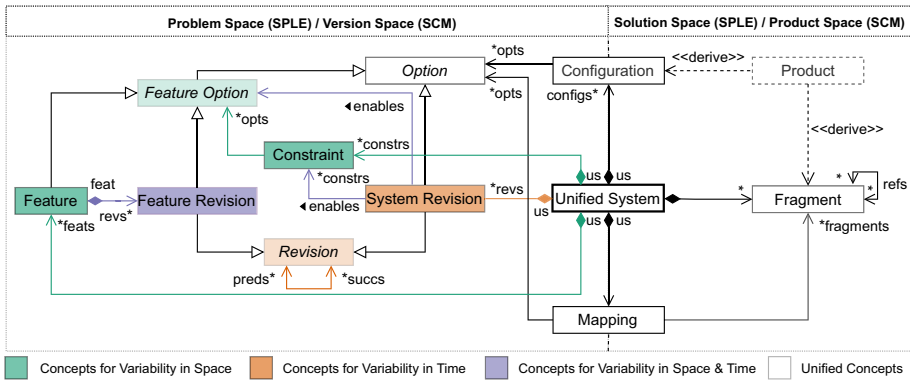 Problem Space (SPLE) / Version Space (SCM)
Solution Space (SPLE) / Product Space (SCM)
*opts
Option
Configuration
<<derive>>
Product
*opts
configs*
Feature Option
◄enables
*opts
<<derive>>
Constraint
*constrs
*constrs
us
us
refs
*
*
feat
Feature
revs*
Feature Revision
◄enables
System Revision
*revs
us
Unified System
*
Fragment
*feats
us
us
*fragments
Revision
preds*
*succs
Mapping
Concepts for Variability in Space
Concepts for Variability in Time
Concepts for Variability in Space & Time
Unified Concepts